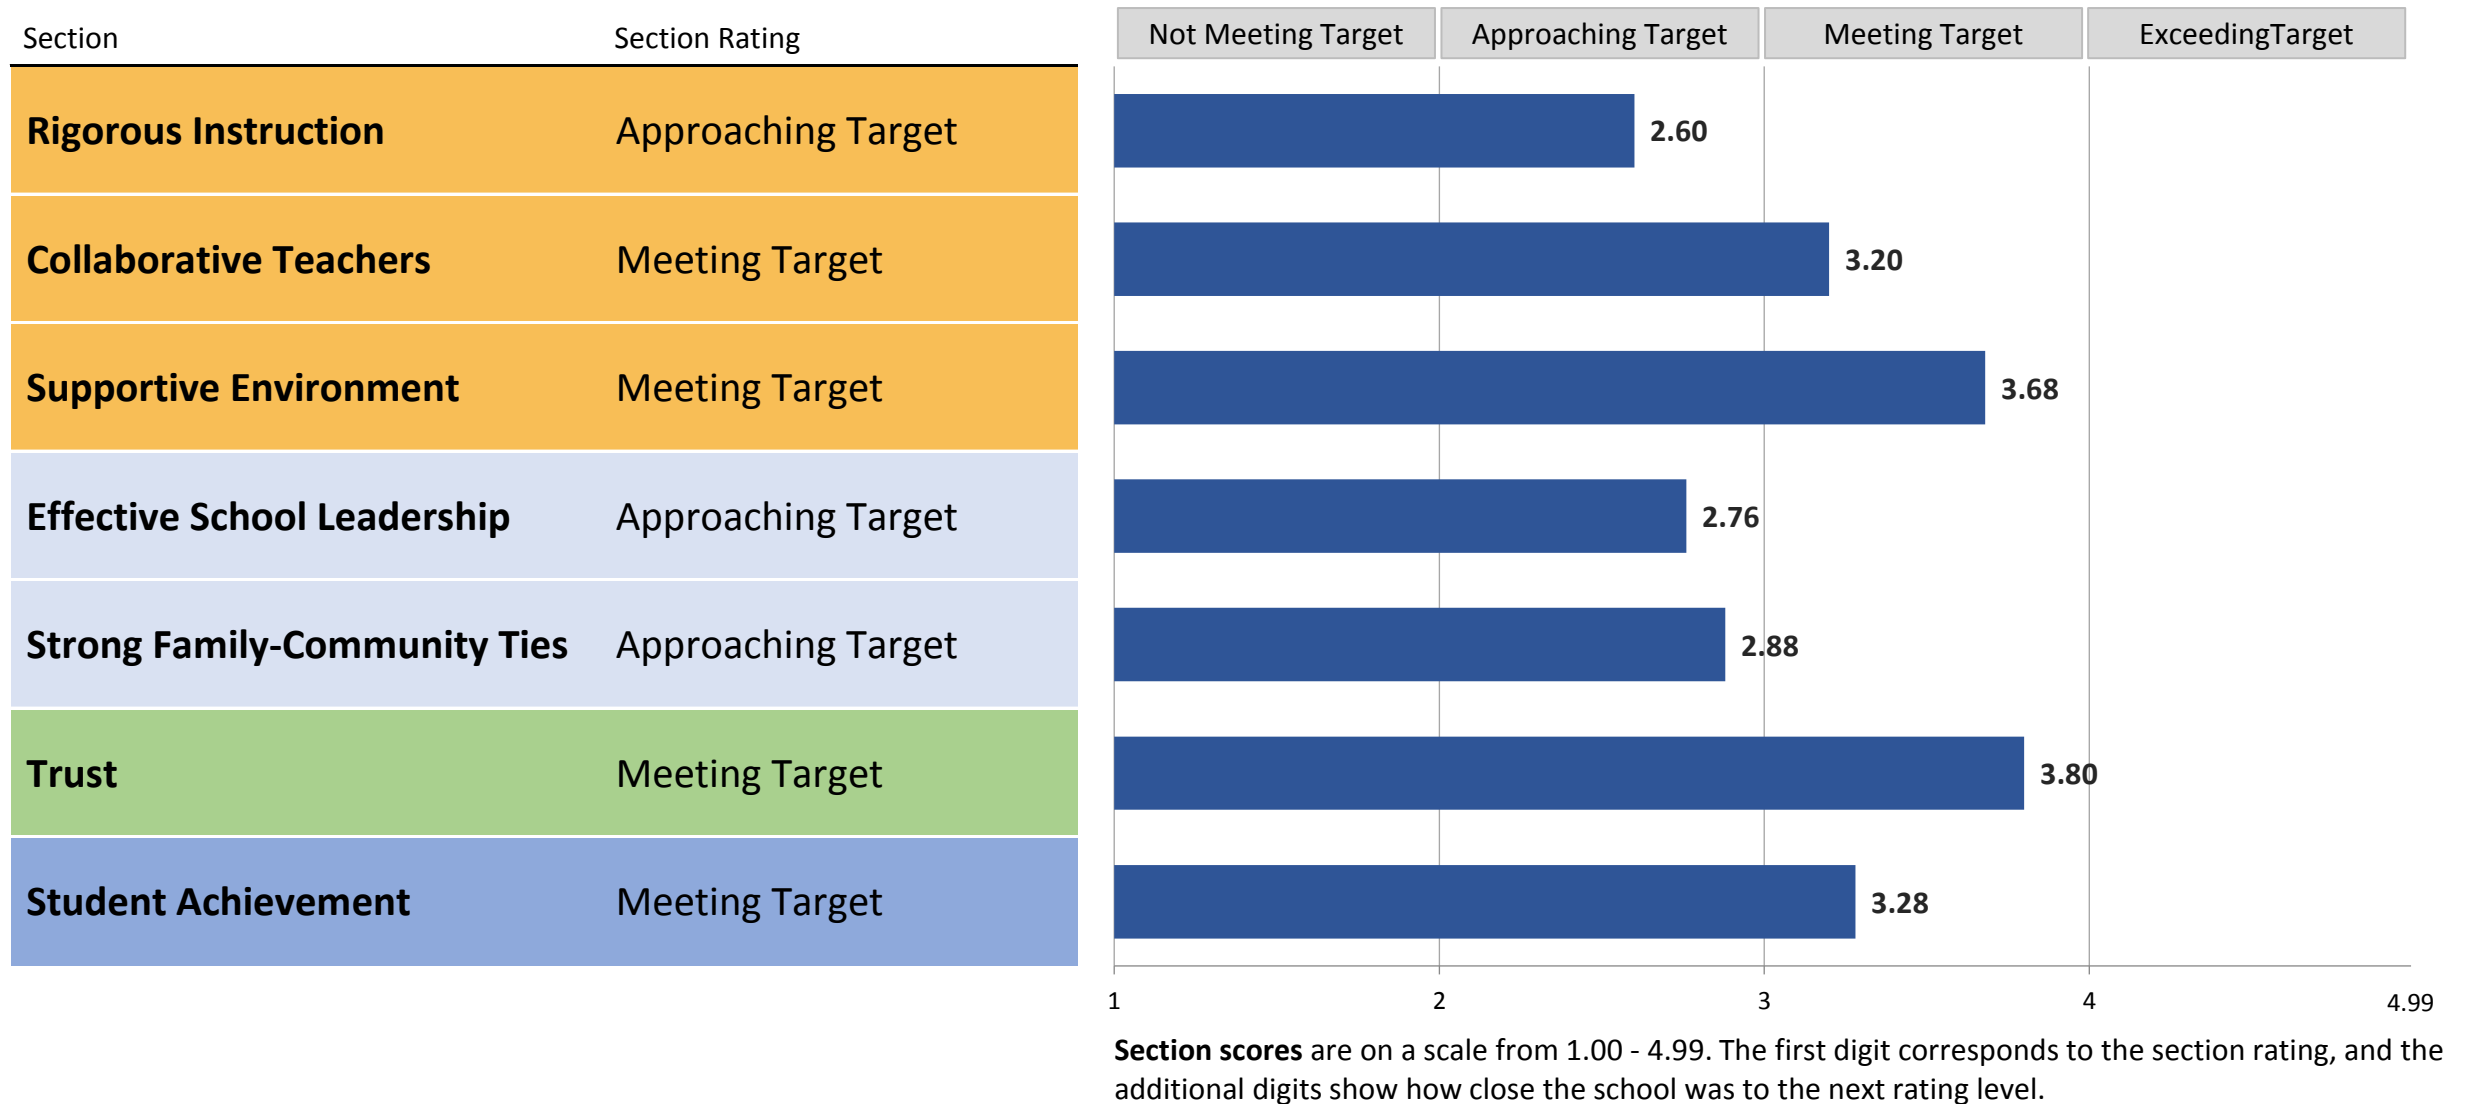 Section Section Rating Not Meeting Target Approaching Target Meeting Target ExceedingTarget
Rigorous Instruction Approaching Target 2.60
Collaborative Teachers Meeting Target 3.20
Supportive Environment Meeting Target 3.68
Effective School Leadership Approaching Target 2.76
Strong Family-Community Ties Approaching Target 2.88
Trust Meeting Target 3.80
Student Achievement Meeting Target 3.28
1 2 3 4 4.99
Section scores are on a scale from 1.00 - 4.99. The first digit corresponds to the section rating, and the
additional digits show how close the school was to the next rating level.